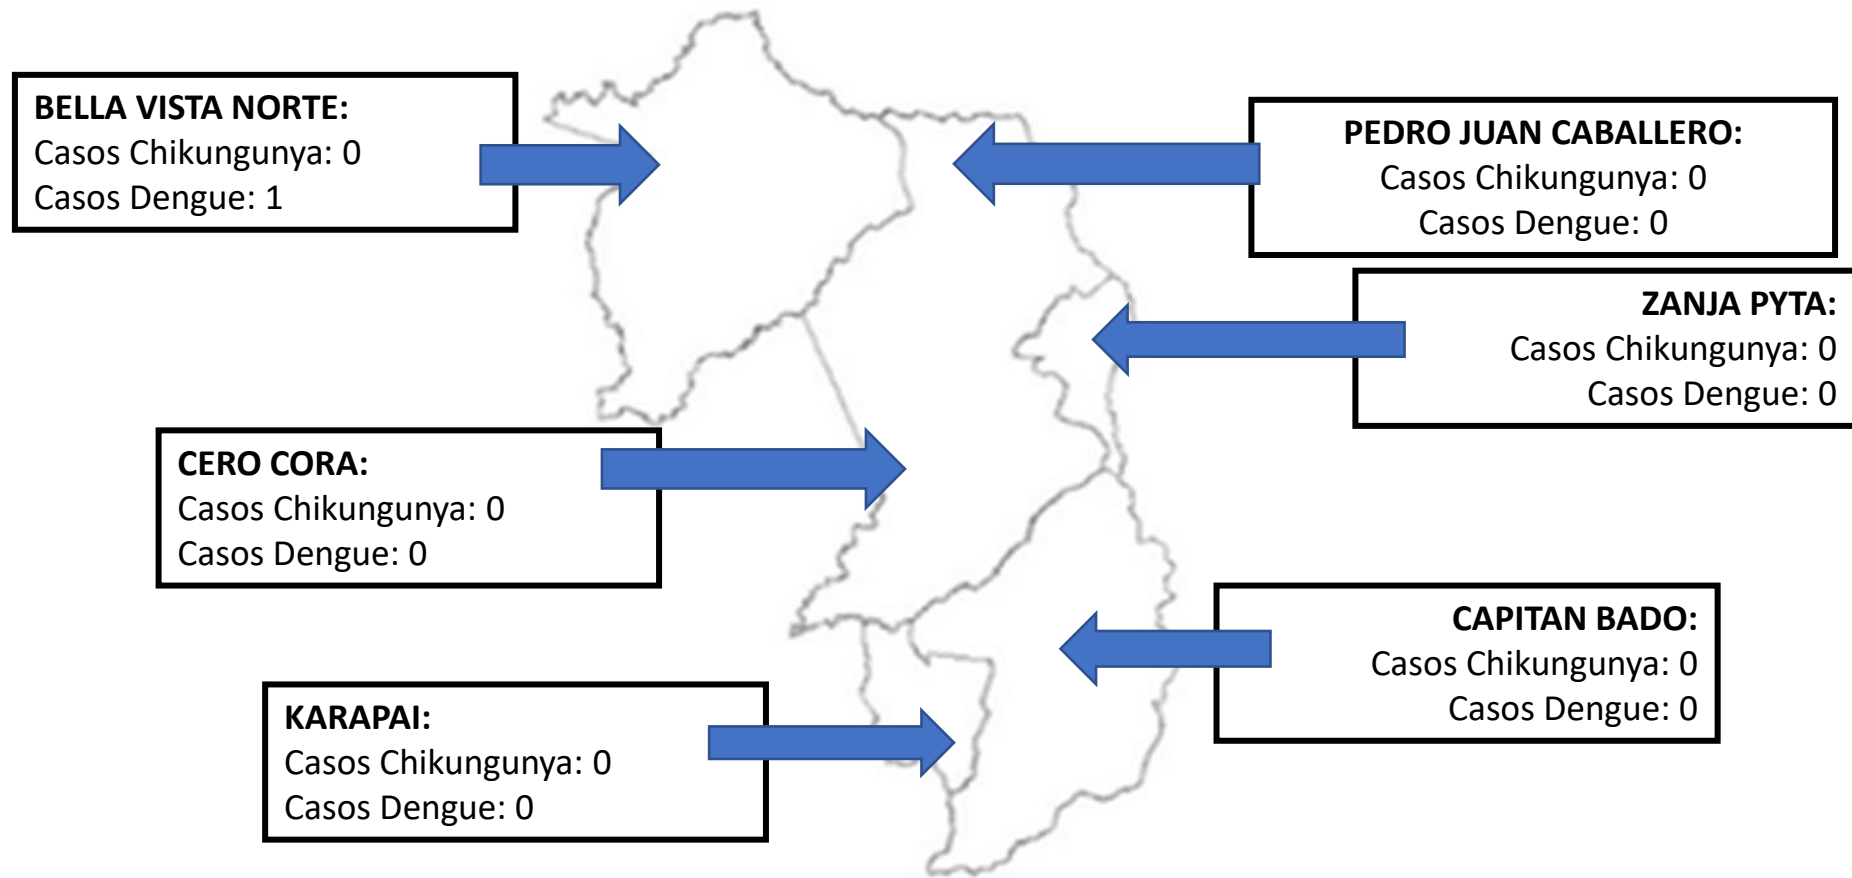 BELLA VISTA NORTE:
Casos Chikungunya: 0
Casos Dengue: 1
PEDRO JUAN CABALLERO:
Casos Chikungunya: 0
Casos Dengue: 0
ZANJA PYTA:
Casos Chikungunya: 0
Casos Dengue: 0
CERO CORA:
Casos Chikungunya: 0
Casos Dengue: 0
CAPITAN BADO:
Casos Chikungunya: 0
Casos Dengue: 0
KARAPAI:
Casos Chikungunya: 0
Casos Dengue: 0